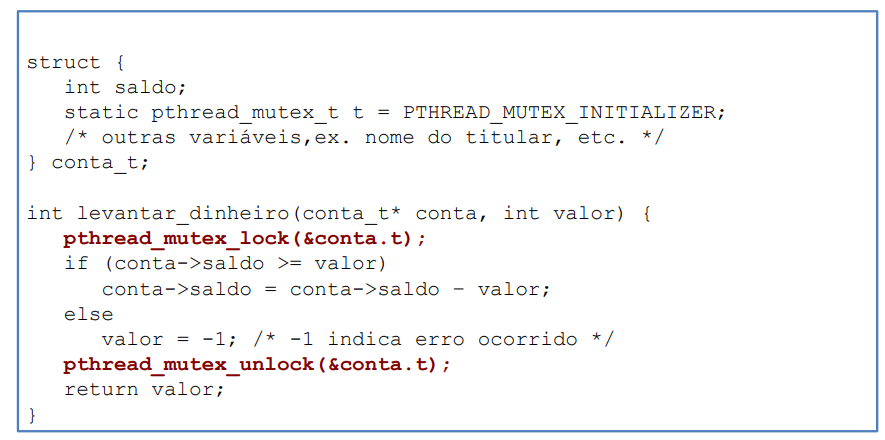 struct {
int saldo;
static pthread_mutex_t t = PTHREAD_MUTEX_INITIALIZER;
/* outras variáveis,ex. nome do titular, etc. */
} conta_t;
int levantar_dinheiro(conta_t* conta, int valor) {
pthread_mutex_lock(&conta.t);
if (conta->saldo >= valor)
conta->saldo = conta->saldo – valor;
else
valor = -1; /* -1 indica erro ocorrido */
pthread_mutex_unlock(&conta.t);
return valor;
}